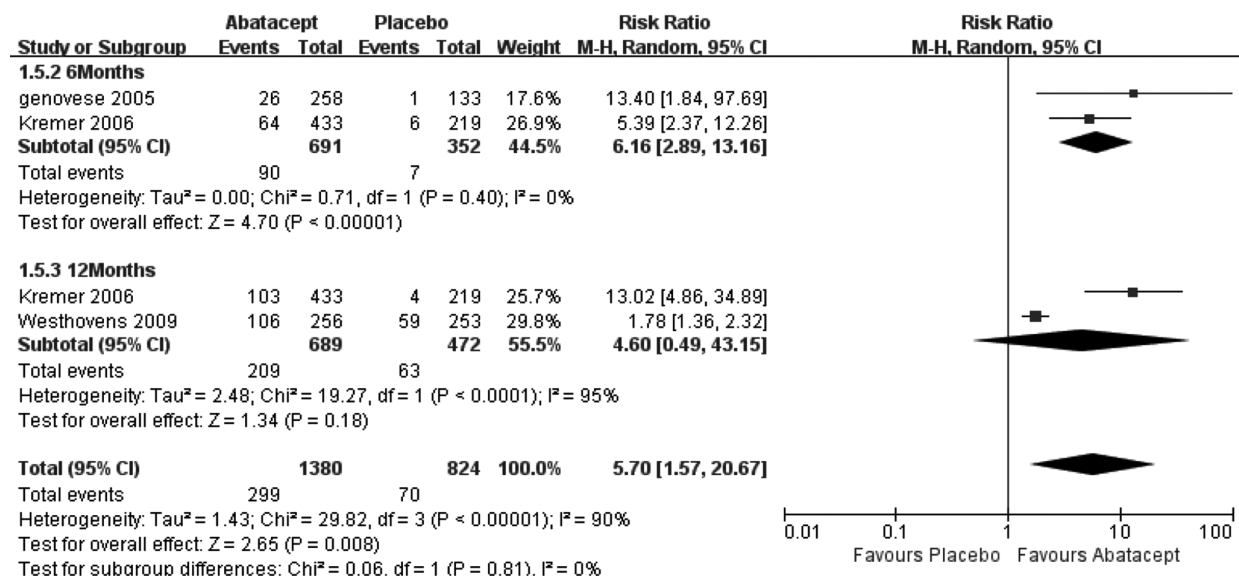 Abatacept Placebo Risk Ratio Risk Ratio
Study or Subgroup Events Total Events Total Weight M-H, Random, 95% CI M-H, Random, 95% CI
1.5.2 6Months
genovese 2005 26 258 1 133 17.6% 13.40 [1.84, 97.69]
Kremer 2006 64 433 6 219 26.9% 5.39 [2.37, 12.26]
Subtotal (95% CI) 691 352 44.5% 6.16 [2.89, 13.16]
Total events 90 7
Heterogeneity: Tau² = 0.00; Chi² = 0.71, df = 1 (P = 0.40); I² = 0%
Test for overall effect: Z = 4.70 (P < 0.00001)
1.5.3 12Months
Kremer 2006 103 433 4 219 25.7% 13.02 [4.86, 34.89]
Westhovens 2009 106 256 59 253 29.8% 1.78 [1.36, 2.32]
Subtotal (95% CI) 689 472 55.5% 4.60 [0.49, 43.15]
Total events 209 63
Heterogeneity: Tau² = 2.48; Chi² = 19.27, df = 1 (P < 0.0001); I² = 95%
Test for overall effect: Z = 1.34 (P = 0.18)
Total (95% CI) 1380 824 100.0% 5.70 [1.57, 20.67]
Total events 299 70
Heterogeneity: Tau² = 1.43; Chi² = 29.82, df = 3 (P < 0.00001); I² = 90%
Test for overall effect: Z = 2.65 (P = 0.008)
Test for subgroup differences: Chi² = 0.06, df = 1 (P = 0.81), I² = 0%
0.01 0.1 1 10 100
Favours Placebo Favours Abatacept